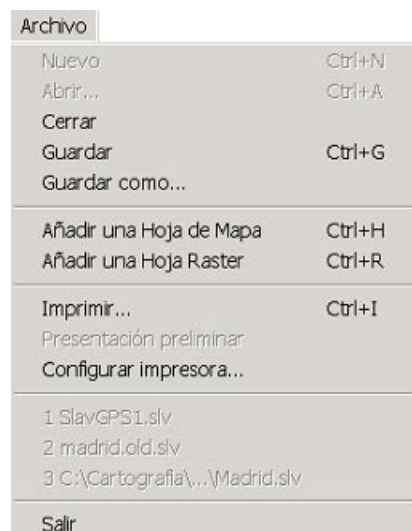 Archivo
Nuevo Ctrl+N
Abrir... Ctrl+A
Cerrar
Guardar Ctrl+G
Guardar como...
Añadir una Hoja de Mapa Ctrl+H
Añadir una Hoja Raster Ctrl+R
Imprimir... Ctrl+I
Presentación preliminar
Configurar impresora...
1 SlavGPS1.slv
2 madrid.old.slv
3 C:\Cartografia\...\Madrid.slv
Salir